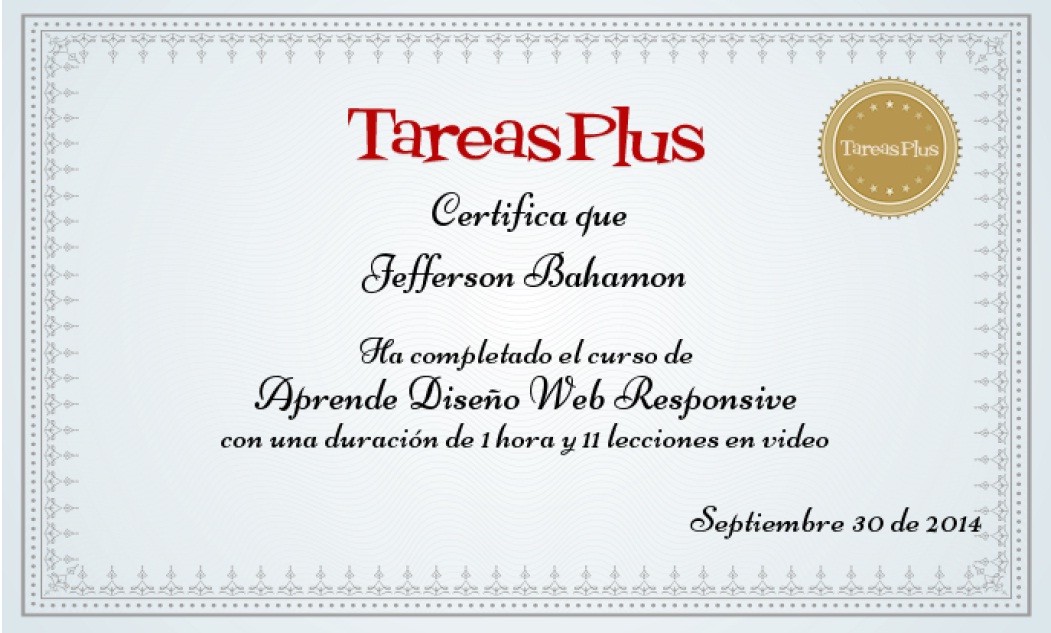 TareasPlus
TareasPlus
Certifica que
Jefferson Bahamon
Ha completado el curso de
Aprende Diseño Web Responsive
con una duración de 1 hora y 11 lecciones en video
Septiembre 30 de 2014